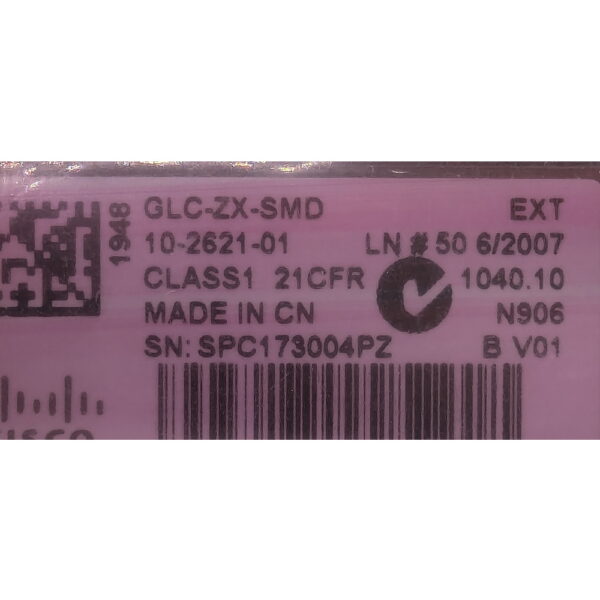 1948
GLC-ZX-SMD EXT
10-2621-01 LN # 50 6/2007
CLASS1 21CFR 1040.10
MADE IN CN N906
SN: SPC173004PZ B V01
CISCO